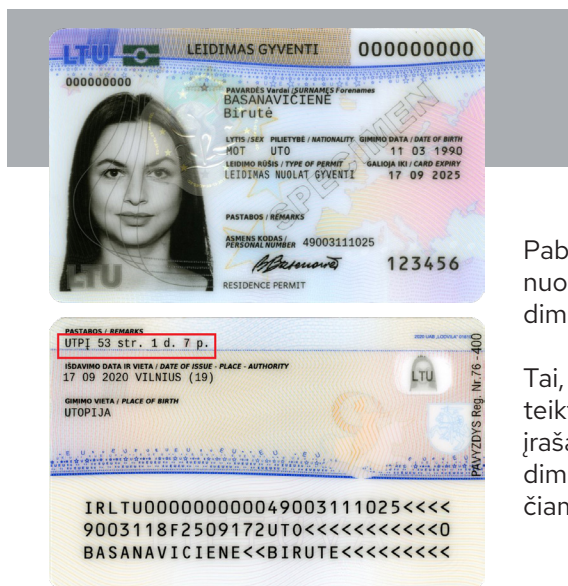 LTU
LEIDIMAS GYVENTI
000000000
000000000
PAVARDĖS Vardai / SURNAMES Forenames
BASANAVIČIENĖ
Birutė
LYTIS / SEX PILIETYBĖ / NATIONALITY GIMIMO DATA / DATE OF BIRTH
MOT UTO 11 03 1990
LEIDIMO RŪŠIS / TYPE OF PERMIT GALIOJA IKI / CARD EXPIRY
LEIDIMAS NUOLAT GYVENTI 17 09 2025
SPECIMEN
PASTABOS / REMARKS
ASMENS KODAS /
PERSONAL NUMBER 49003111025
123456
LTU
RESIDENCE PERMIT
PASTABOS / REMARKS
UTPĮ 53 str. 1 d. 7 p.
IŠDAVIMO DATA IR VIETA / DATE OF ISSUE - PLACE - AUTHORITY
17 09 2020 VILNIUS (19)
GIMIMO VIETA / PLACE OF BIRTH
UTOPIJA
LTU
PAVYZDYS Reg. Nr.76 -400
IRLTU000000000049003111025<<<<
9003118F2509172UTO<<<<<<<<<<<0
BASANAVICIENE<<BIRUTE<<<<<<<<<
Pab
nuo
dim
Tai,
teik
įraša
dim
čiam